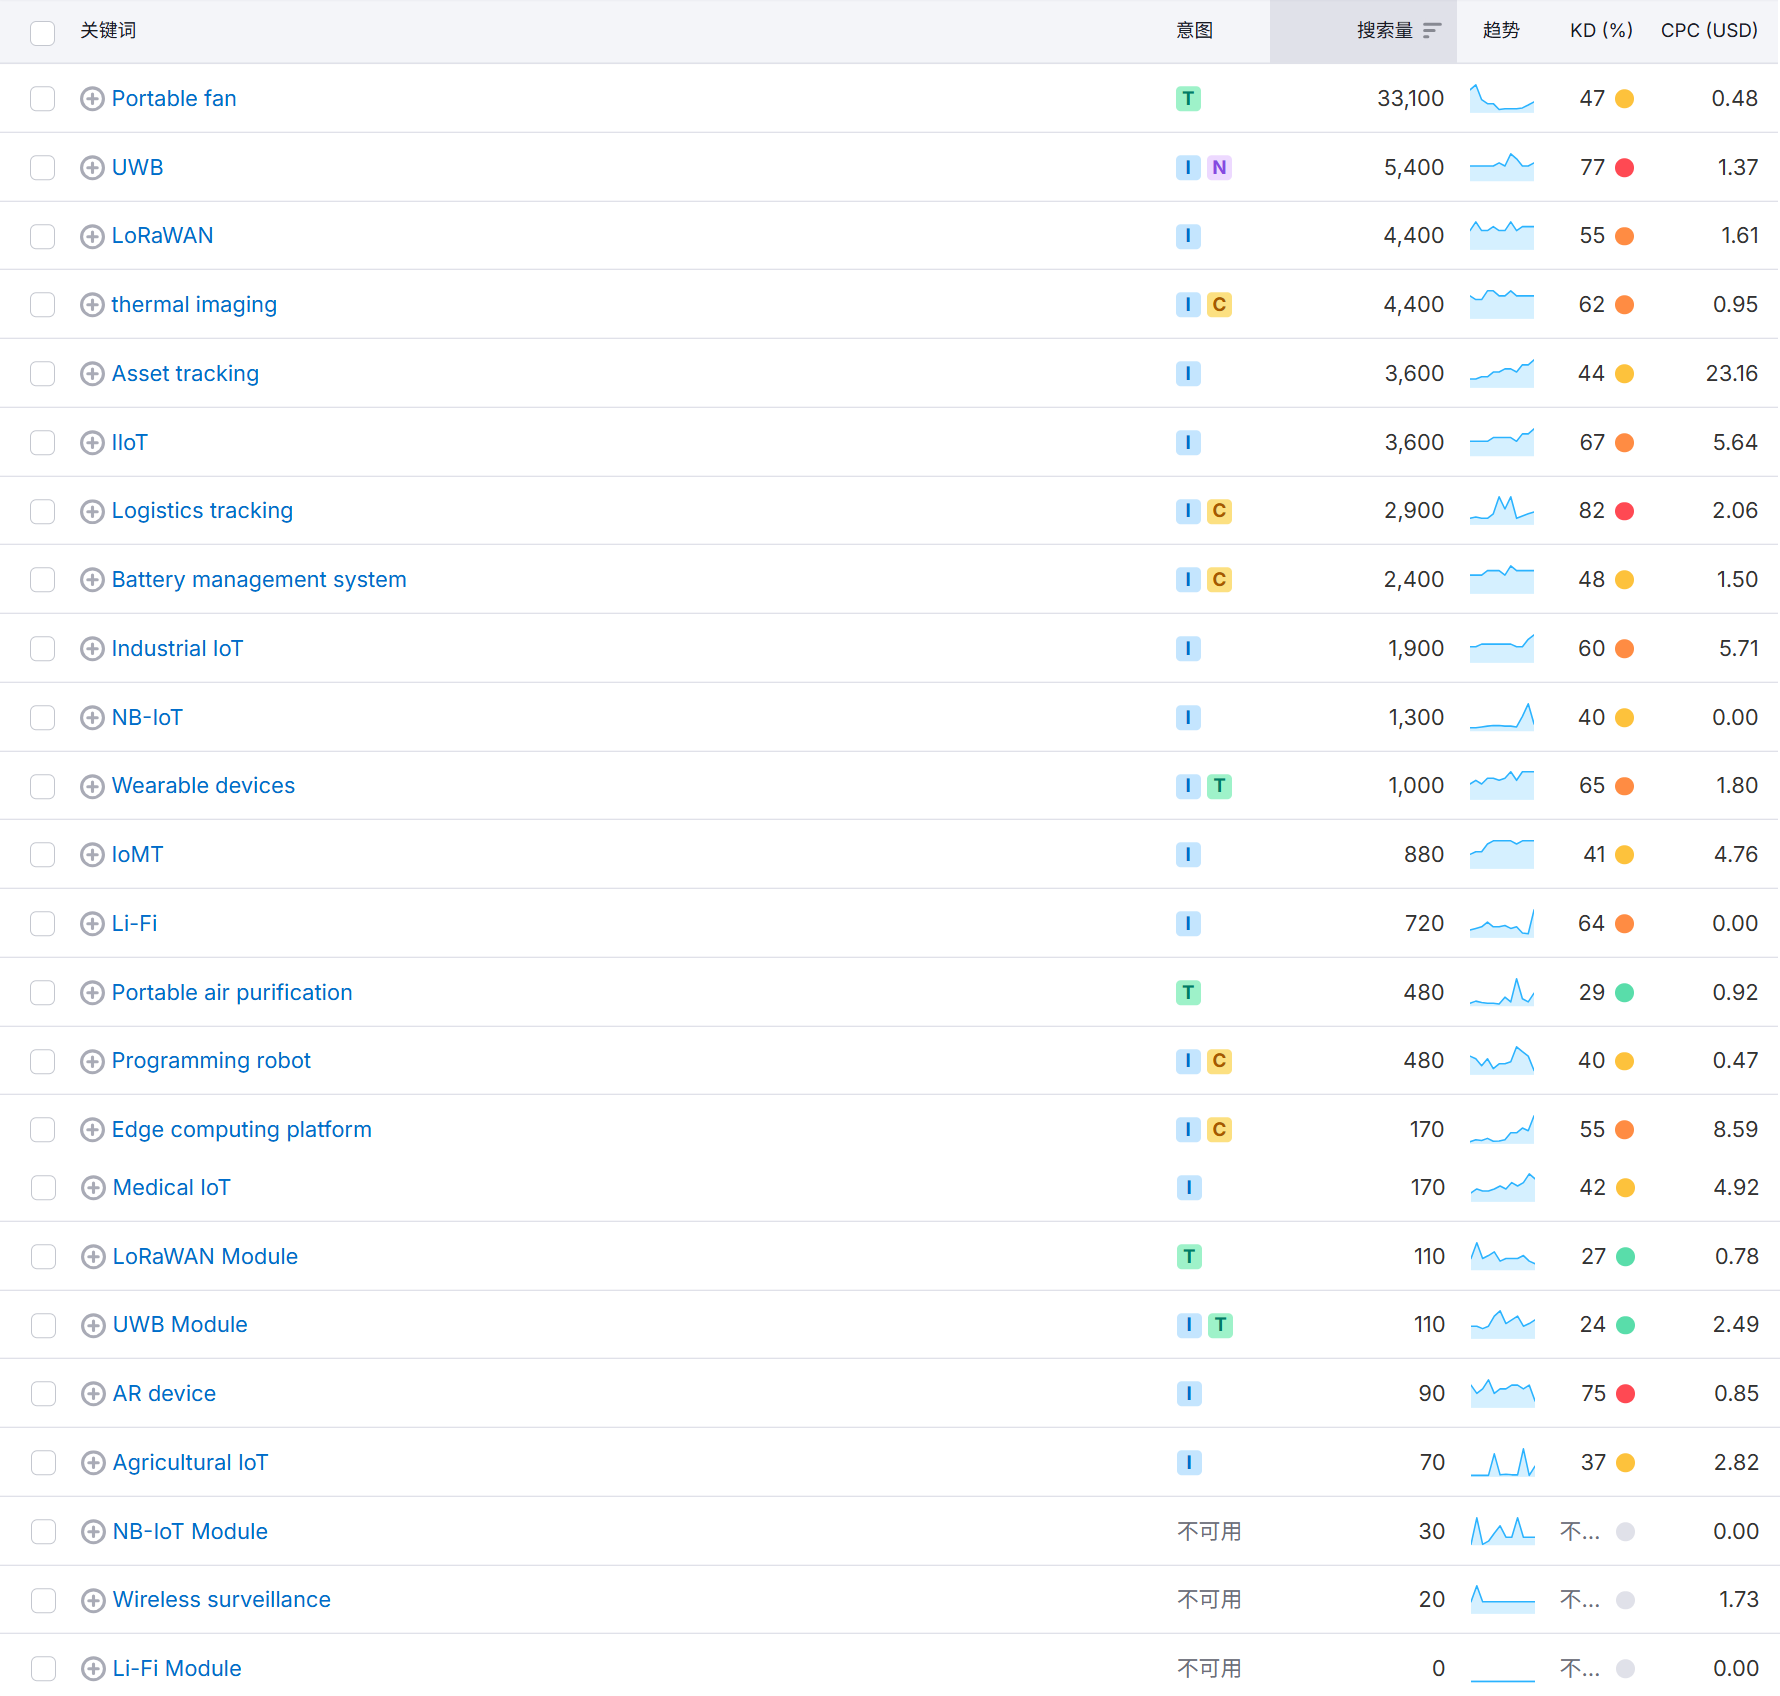 关键词 意图 搜索量 趋势 KD (%) CPC (USD)
Portable fan T 33,100 47 0.48
UWB I N 5,400 77 1.37
LoRaWAN I 4,400 55 1.61
thermal imaging I C 4,400 62 0.95
Asset tracking I 3,600 44 23.16
IIoT I 3,600 67 5.64
Logistics tracking I C 2,900 82 2.06
Battery management system I C 2,400 48 1.50
Industrial IoT I 1,900 60 5.71
NB-IoT I 1,300 40 0.00
Wearable devices I T 1,000 65 1.80
IoMT I 880 41 4.76
Li-Fi I 720 64 0.00
Portable air purification T 480 29 0.92
Programming robot I C 480 40 0.47
Edge computing platform I C 170 55 8.59
Medical IoT I 170 42 4.92
LoRaWAN Module T 110 27 0.78
UWB Module I T 110 24 2.49
AR device I 90 75 0.85
Agricultural IoT I 70 37 2.82
NB-IoT Module 不可用 30 不... 0.00
Wireless surveillance 不可用 20 不... 1.73
Li-Fi Module 不可用 0 不... 0.00